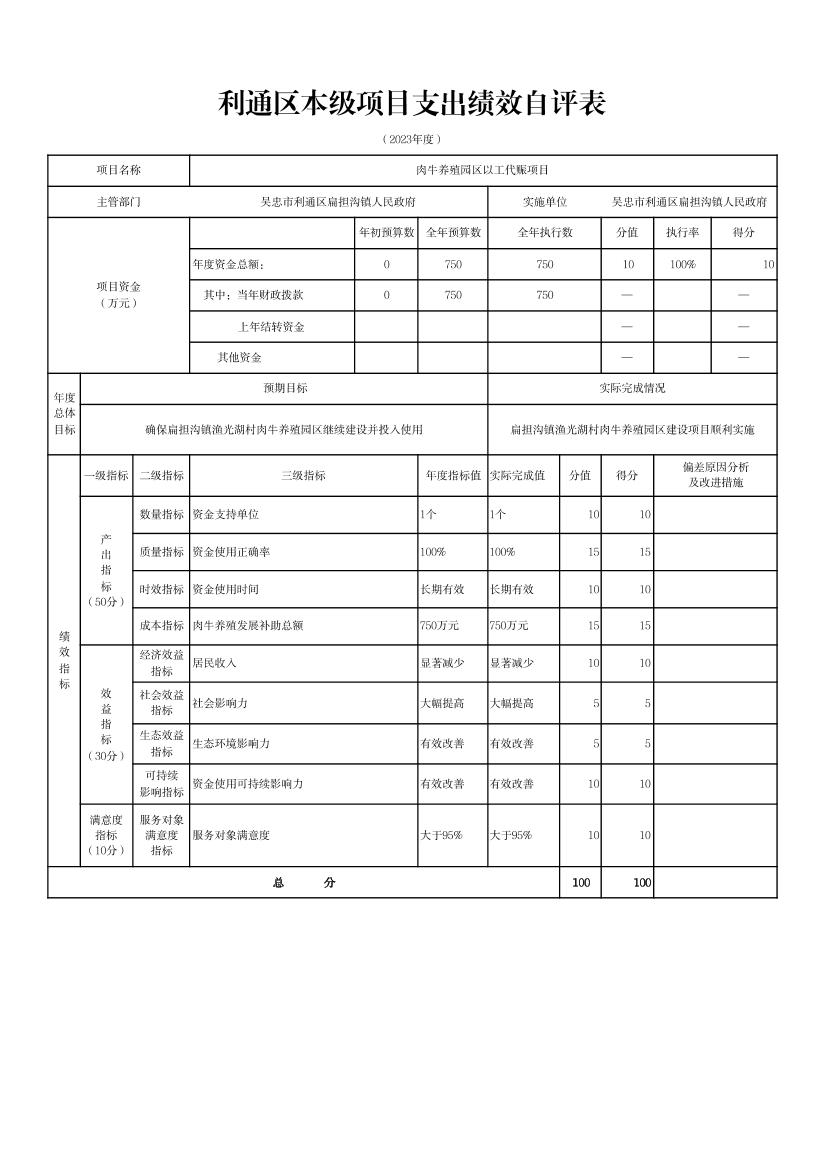 利通区本级项目支出绩效自评表
（2023年度）
项目名称 肉牛养殖园区以工代赈项目
主管部门 吴忠市利通区扁担沟镇人民政府 实施单位 吴忠市利通区扁担沟镇人民政府
项目资金
（万元）
年初预算数 全年预算数 全年执行数 分值 执行率 得分
年度资金总额： 0 750 750 10 100% 10
其中：当年财政拨款 0 750 750 — —
上年结转资金 — —
其他资金 — —
年度
总体
目标
预期目标 实际完成情况
确保扁担沟镇渔光湖村肉牛养殖园区继续建设并投入使用 扁担沟镇渔光湖村肉牛养殖园区建设项目顺利实施
绩
效
指
标
一级指标 二级指标 三级指标 年度指标值 实际完成值 分值 得分 偏差原因分析
及改进措施
产
出
指
标
（50分）
数量指标 资金支持单位 1个 1个 10 10
质量指标 资金使用正确率 100% 100% 15 15
时效指标 资金使用时间 长期有效 长期有效 10 10
成本指标 肉牛养殖发展补助总额 750万元 750万元 15 15
效
益
指
标
（30分）
经济效益
指标 居民收入 显著减少 显著减少 10 10
社会效益
指标 社会影响力 大幅提高 大幅提高 5 5
生态效益
指标 生态环境影响力 有效改善 有效改善 5 5
可持续
影响指标 资金使用可持续影响力 有效改善 有效改善 10 10
满意度
指标
（10分）
服务对象
满意度
指标 服务对象满意度 大于95% 大于95% 10 10
总 分 100 100